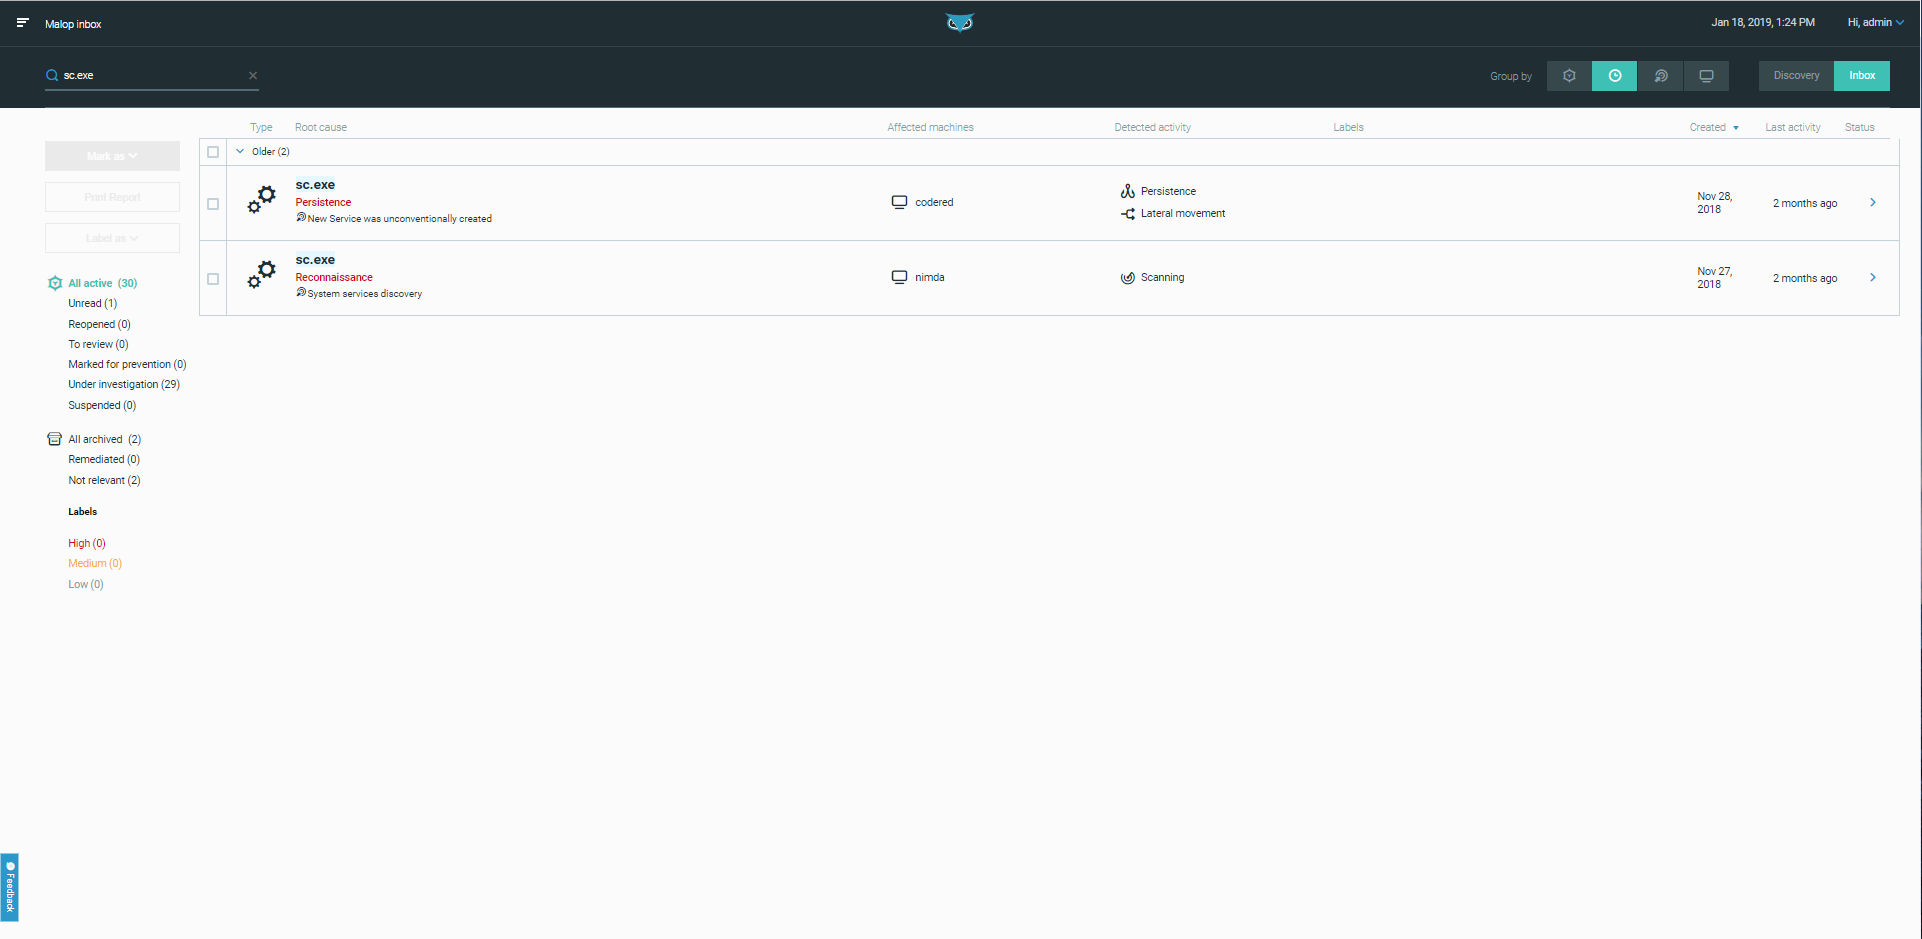 Malop inbox
Jan 18, 2019, 1:24 PM
Hi, admin
sc.exe
Group by
Discovery
Inbox
Type
Root cause
Affected machines
Detected activity
Labels
Created
Last activity
Status
Mark as
Print Report
Label as
All active (30)
Unread (1)
Reopened (0)
To review (0)
Marked for prevention (0)
Under investigation (29)
Suspended (0)
All archived (2)
Remediated (0)
Not relevant (2)
Labels
High (0)
Medium (0)
Low (0)
Older (2)
sc.exe
Persistence
New Service was unconventionally created
codered
Persistence
Lateral movement
Nov 28,
2018
2 months ago
sc.exe
Reconnaissance
System services discovery
nimda
Scanning
Nov 27,
2018
2 months ago
Feedback